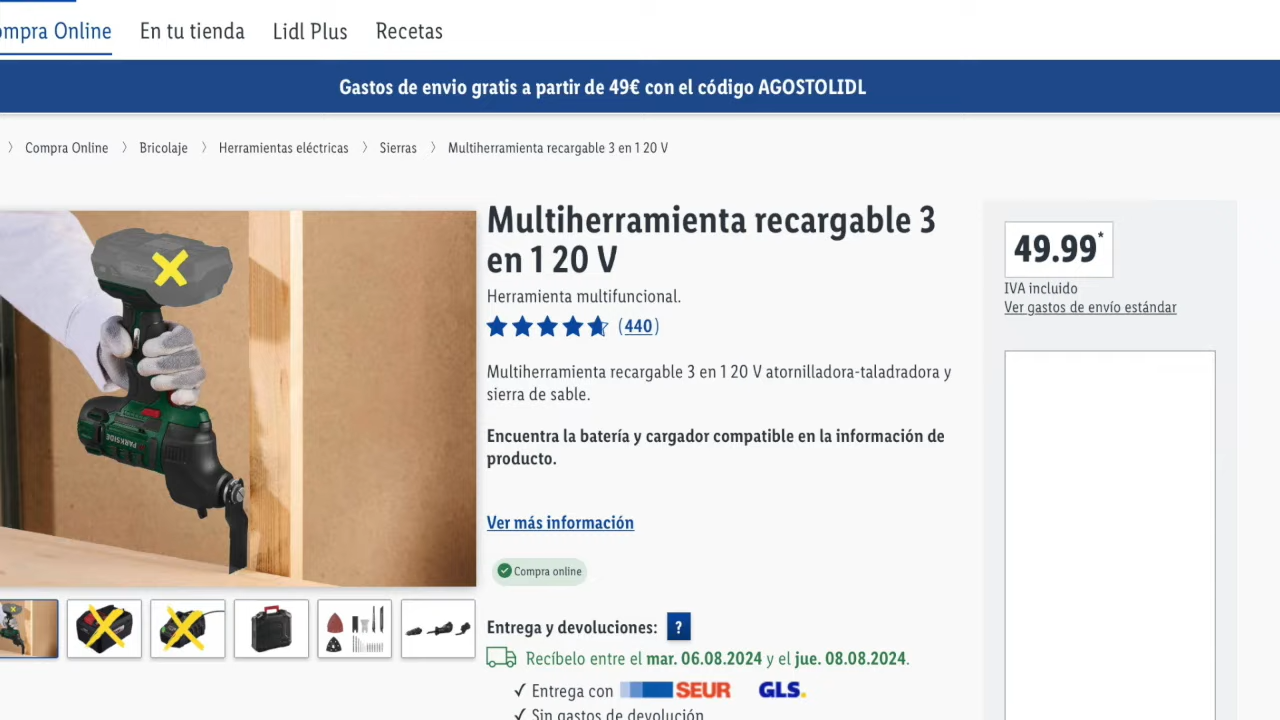 ompra Online
En tu tienda
Lidl Plus
Recetas
Gastos de envio gratis a partir de 49€ con el código AGOSTOLIDL
Compra Online
Bricolaje
Herramientas eléctricas
Sierras
Multiherramienta recargable 3 en 1 20 V
PARKSIDE
Multiherramienta recargable 3
en 1 20 V
Herramienta multifuncional.
(440)
Multiherramienta recargable 3 en 1 20 V atornilladora-taladradora y
sierra de sable.
Encuentra la batería y cargador compatible en la información de
producto.
Ver más información
Compra online
Entrega y devoluciones: ?
Recíbelo entre el mar. 06.08.2024 y el jue. 08.08.2024.
✓ Entrega con SEUR GLS.
✓ Sin gastos de devolución
49.99*
IVA incluido
Ver gastos de envío estándar